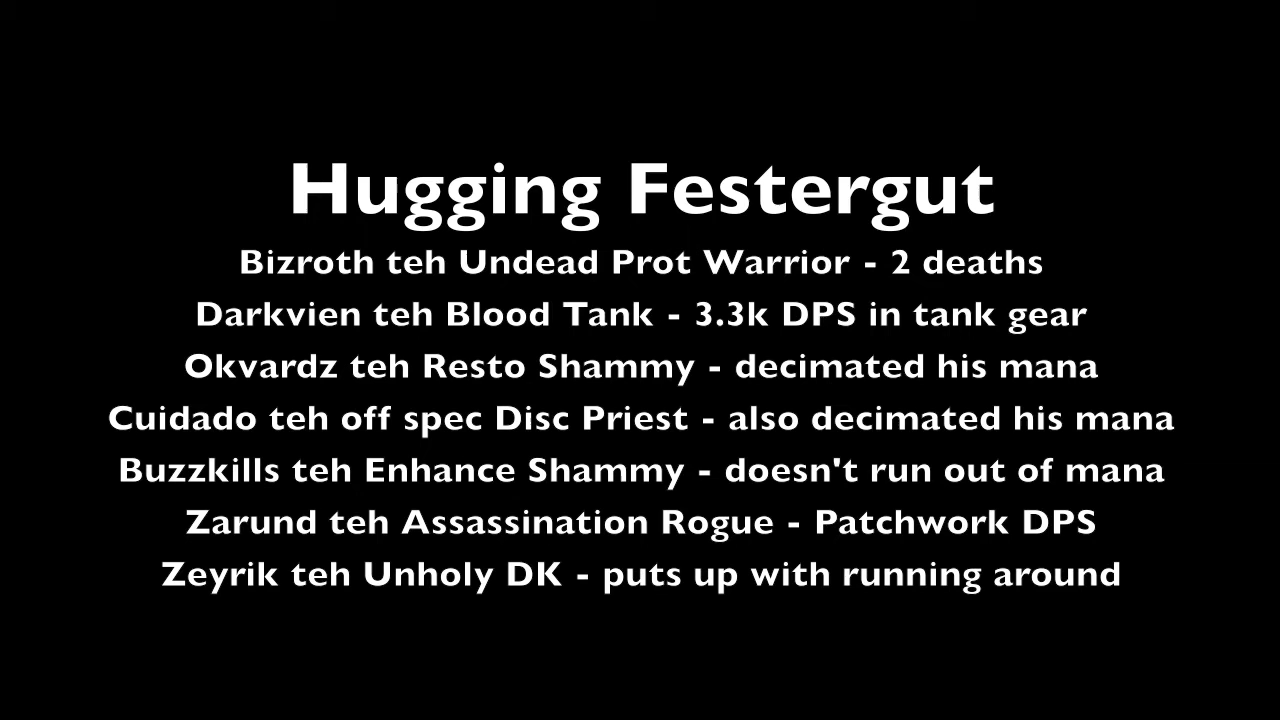 Hugging Festergut
Bizroth teh Undead Prot Warrior - 2 deaths
Darkvien teh Blood Tank - 3.3k DPS in tank gear
Okvardz teh Resto Shammy - decimated his mana
Cuidado teh off spec Disc Priest - also decimated his mana
Buzzkills teh Enhance Shammy - doesn't run out of mana
Zarund teh Assassination Rogue - Patchwork DPS
Zeyrik teh Unholy DK - puts up with running around